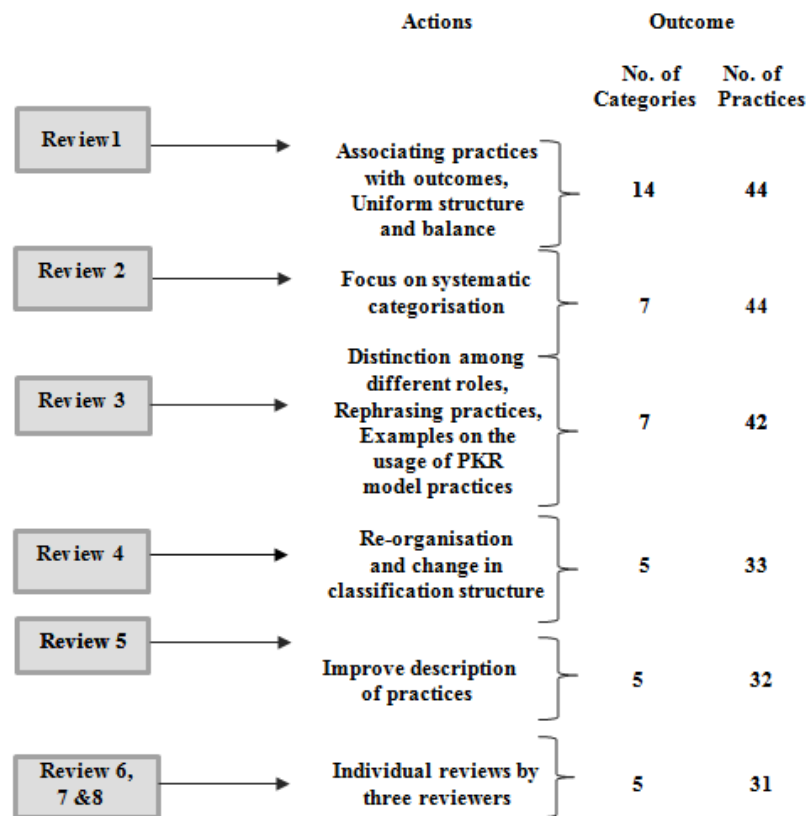 Actions Outcome
No. of Categories No. of Practices
Review1
Associating practices
with outcomes,
Uniform structure
and balance
14 44
Review 2
Focus on systematic
categorisation
7 44
Review 3
Distinction among
different roles,
Rephrasing practices,
Examples on the
usage of PKR
model practices
7 42
Review 4
Re-organisation
and change in
classification structure
5 33
Review 5
Improve description
of practices
5 32
Review 6,
7 &8
Individual reviews by
three reviewers
5 31